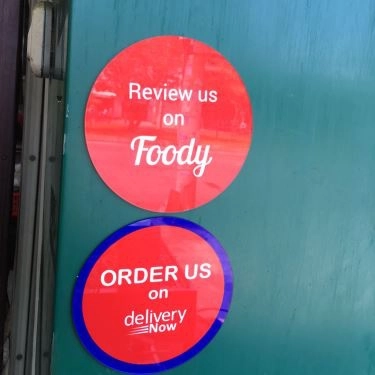 Review us
on
Foody
ORDER US
on
delivery
Now